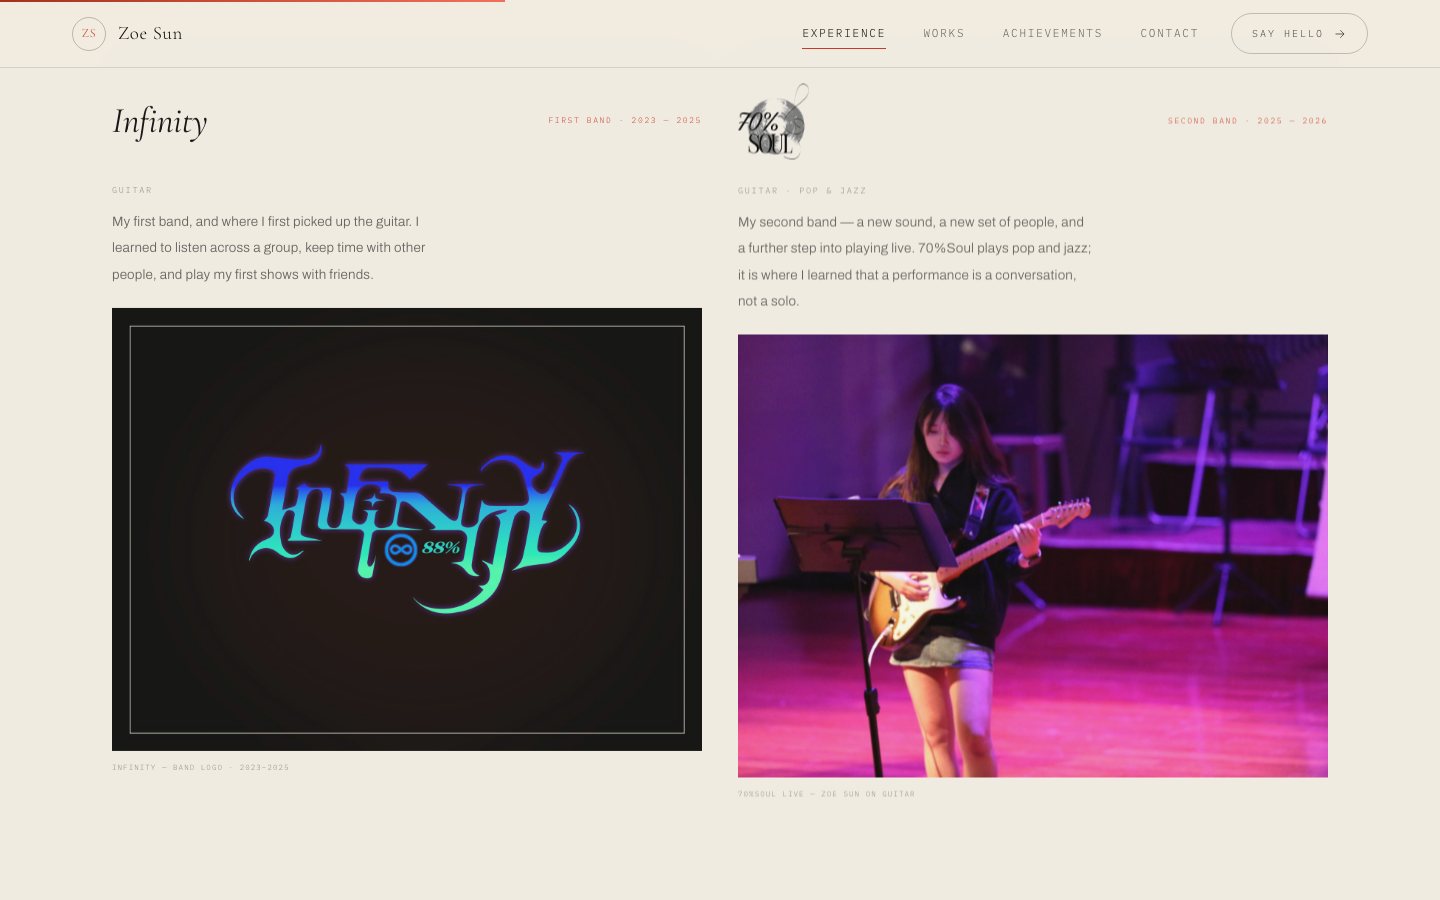 ZS Zoe Sun
EXPERIENCE WORKS ACHIEVEMENTS CONTACT SAY HELLO →
Infinity
FIRST BAND · 2023 — 2025
GUITAR
My first band, and where I first picked up the guitar. I
learned to listen across a group, keep time with other
people, and play my first shows with friends.
INFINITY
88%
INFINITY — BAND LOGO · 2023–2025
70%
SOUL
SECOND BAND · 2025 — 2026
GUITAR · POP & JAZZ
My second band — a new sound, a new set of people, and
a further step into playing live. 70%Soul plays pop and jazz;
it is where I learned that a performance is a conversation,
not a solo.
70%SOUL LIVE — ZOE SUN ON GUITAR